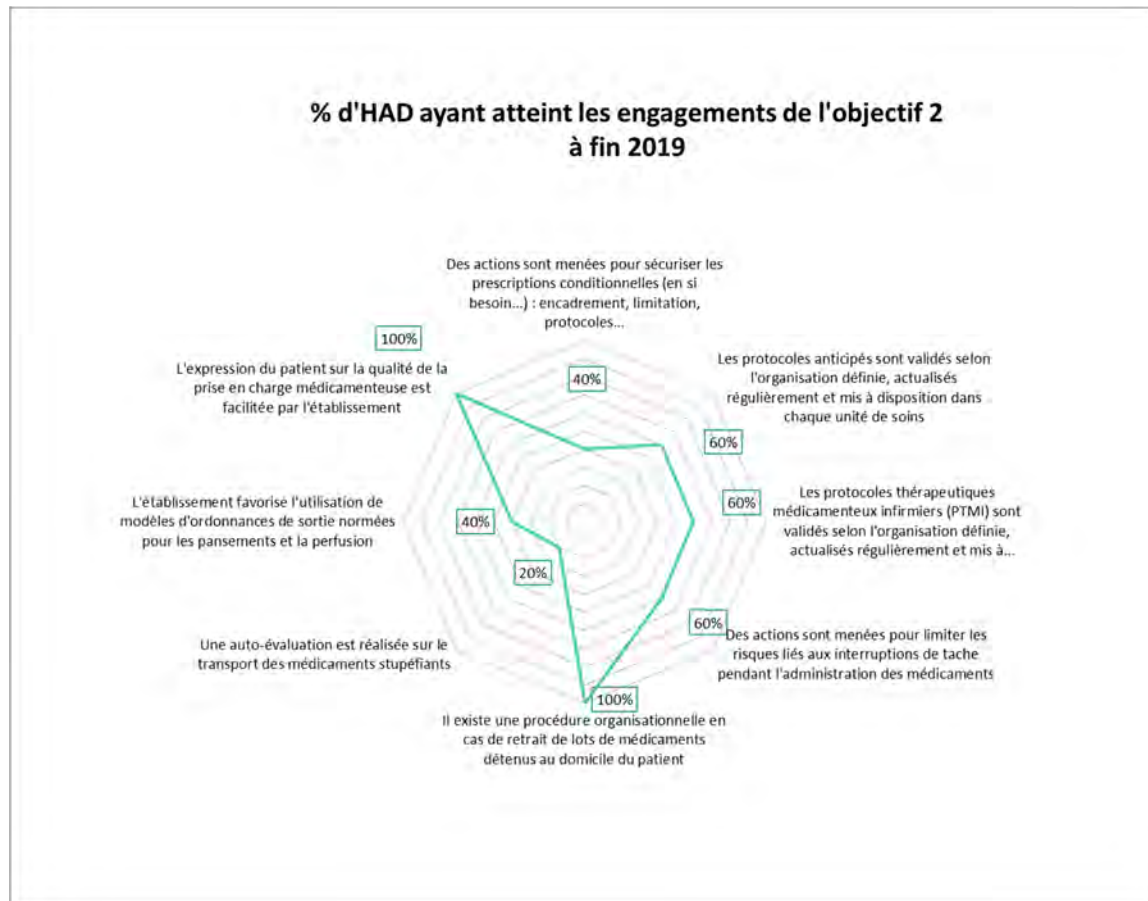 % d'HAD ayant atteint les engagements de l'objectif 2
à fin 2019
Des actions sont menées pour sécuriser les
prescriptions conditionnelles (en si
besoin...) : encadrement, limitation,
protocoles...
40%
Les protocoles anticipés sont validés selon
l'organisation définie, actualisés
régulièrement et mis à disposition dans
chaque unité de soins
60%
Les protocoles thérapeutiques
médicamenteux infirmiers (PTMI) sont
validés selon l'organisation définie,
actualisés régulièrement et mis à...
60%
Des actions sont menées pour limiter les
risques liés aux interruptions de tache
pendant l'administration des médicaments
60%
Il existe une procédure organisationnelle en
cas de retrait de lots de médicaments
détenus au domicile du patient
100%
Une auto-évaluation est réalisée sur le
transport des médicaments stupéfiants
20%
L'établissement favorise l'utilisation de
modèles d'ordonnances de sortie normées
pour les pansements et la perfusion
40%
L'expression du patient sur la qualité de la
prise en charge médicamenteuse est
facilitée par l'établissement
100%